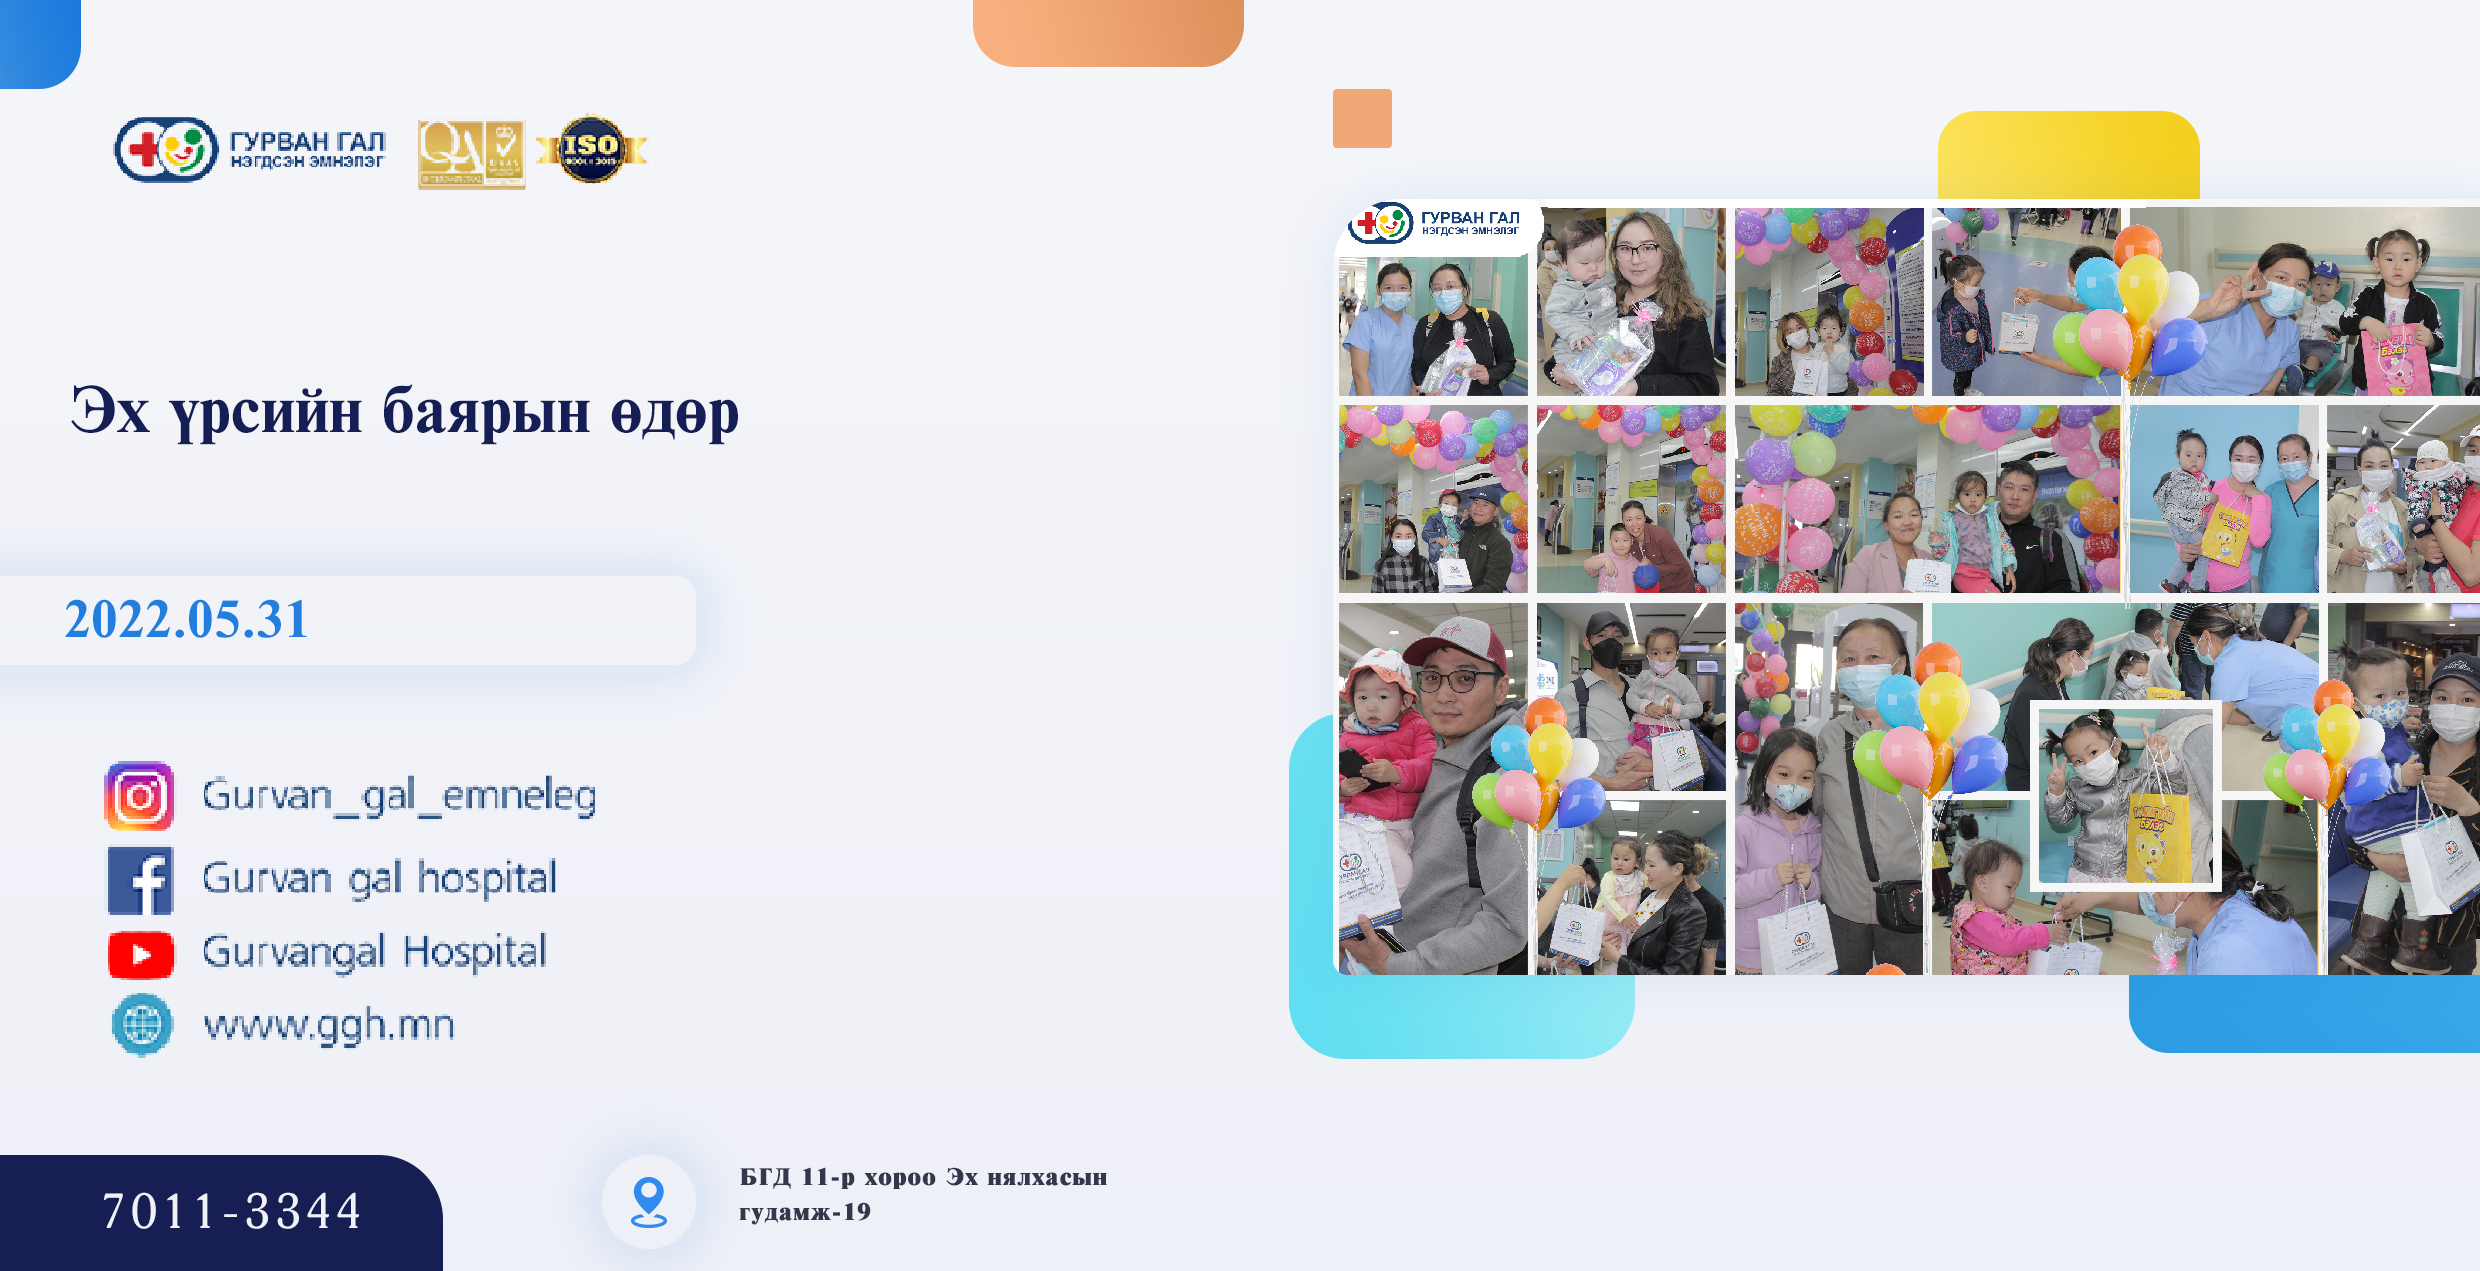 ГУРВАН ГАЛ
НЭГДСЭН ЭМНЭЛЭГ
QA
ISO
Эх үрсийн баярын өдөр
2022.05.31
Gurvan_gal_emneleg
Gurvan gal hospital
Gurvangal Hospital
www.ggh.mn
7011-3344
БГД 11-р хороо Эх нялхасын
гудамж-19
ГУРВАН ГАЛ
НЭГДСЭН ЭМНЭЛЭГ